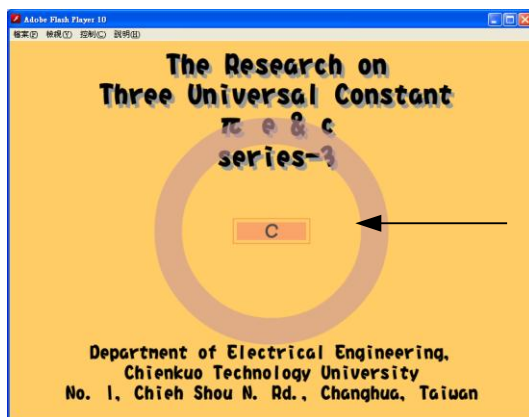 Adobe Flash Player 10
檔案(F) 檢視(Y) 控制(C) 說明(H)
The Research on
Three Universal Constant
π e & c
series-3
C
Department of Electrical Engineering,
Chienkuo Technology University
No. 1, Chieh Shou N. Rd., Changhua, Taiwan